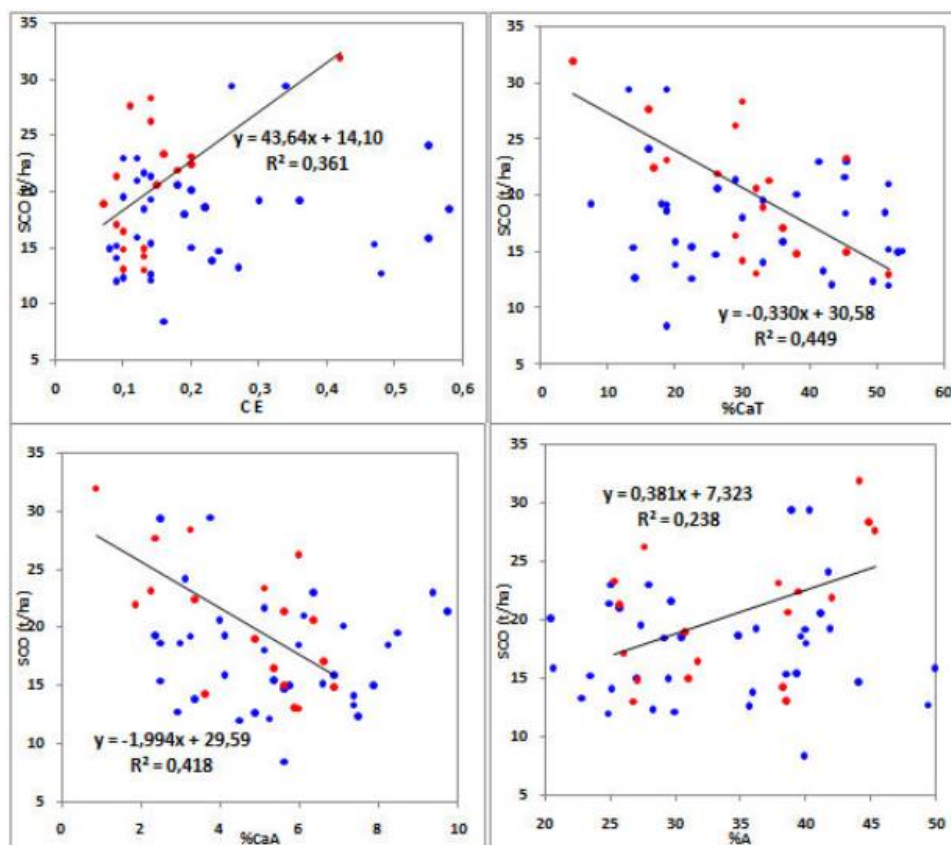 35
30
25
20
15
10
5
SCO (t/ha)
y = 43,64x + 14,10
R² = 0,361
0 0,1 0,2 0,3 0,4 0,5 0,6
C E
35
30
25
20
15
10
5
SCO (t/ha)
y = -0,330x + 30,58
R² = 0,449
0 10 20 30 40 50 60
%CaT
35
30
25
20
15
10
5
SCO (t/ha)
y = -1,994x + 29,59
R² = 0,418
0 2 4 6 8 10
%CaA
35
30
25
20
15
10
5
SCO (t/ha)
y = 0,381x + 7,323
R² = 0,238
20 25 30 35 40 45 50
%A